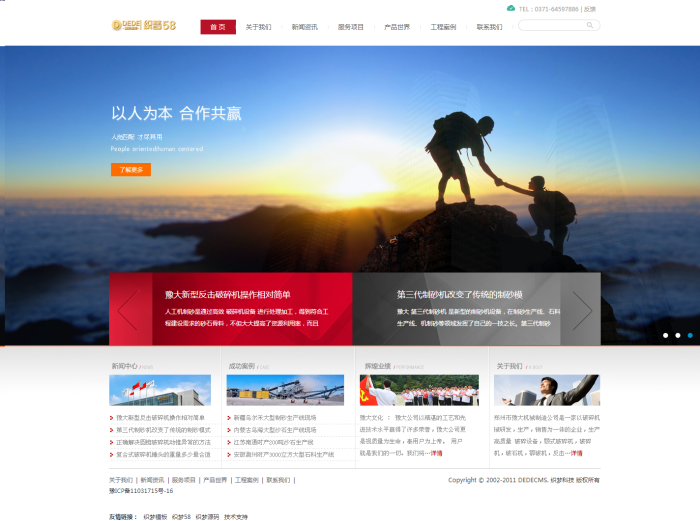 TEL：0371-64597886 | 反馈
DEDE 织梦58
首 页 关于我们 新闻资讯 服务项目 产品世界 工程案例 联系我们
以人为本 合作共赢
人岗匹配 才尽其用
People orientedhuman centered
了解更多
豫大新型反击破碎机操作相对简单
人工机制砂是通过高效 破碎机设备 进行处理加工，得到符合工
程建设需求的砂石骨料，不但大大提高了资源利用率，而且
第三代制砂机改变了传统的制砂模
豫大 第三代制砂机 是新型的制砂机设备，在制砂生产线、石料
生产线、机制砂等领域发挥了自己的一技之长。第三代制砂
新闻中心
豫大新型反击破碎机操作相对简单
第三代制砂机改变了传统的制砂模式
正确解决圆锥破碎机动锥异常的方法
复合式破碎机锤头的重量多少最合适
成功案例
新疆乌尔禾大型制砂生产线现场
内蒙古乌海大型砂石生产线现场
江苏南通时产200吨砂石生产线
安徽滁州时产3000立方大型石料生产线
辉煌业绩
豫大文化 ： 豫大公司以精湛的工艺和先
进技术水平赢得了许多荣誉，豫大公司更
是视质量为生命，奉用户为上帝。 用户
就是我们的一切，我们将…详情
关于我们
郑州市豫大机械制造公司是一家以破碎机
械研发，生产，销售为一体的企业，生产
高质量 破碎设备，颚式破碎机，破碎
机，破石机，鄂破机，反击…详情
关于我们 | 新闻资讯 | 服务项目 | 产品世界 | 工程案例 | 联系我们 |
Copyright © 2002-2011 DEDECMS. 织梦科技 版权所有
豫ICP备11031715号-16
友情链接： 织梦模板 织梦58 织梦源码 技术支持